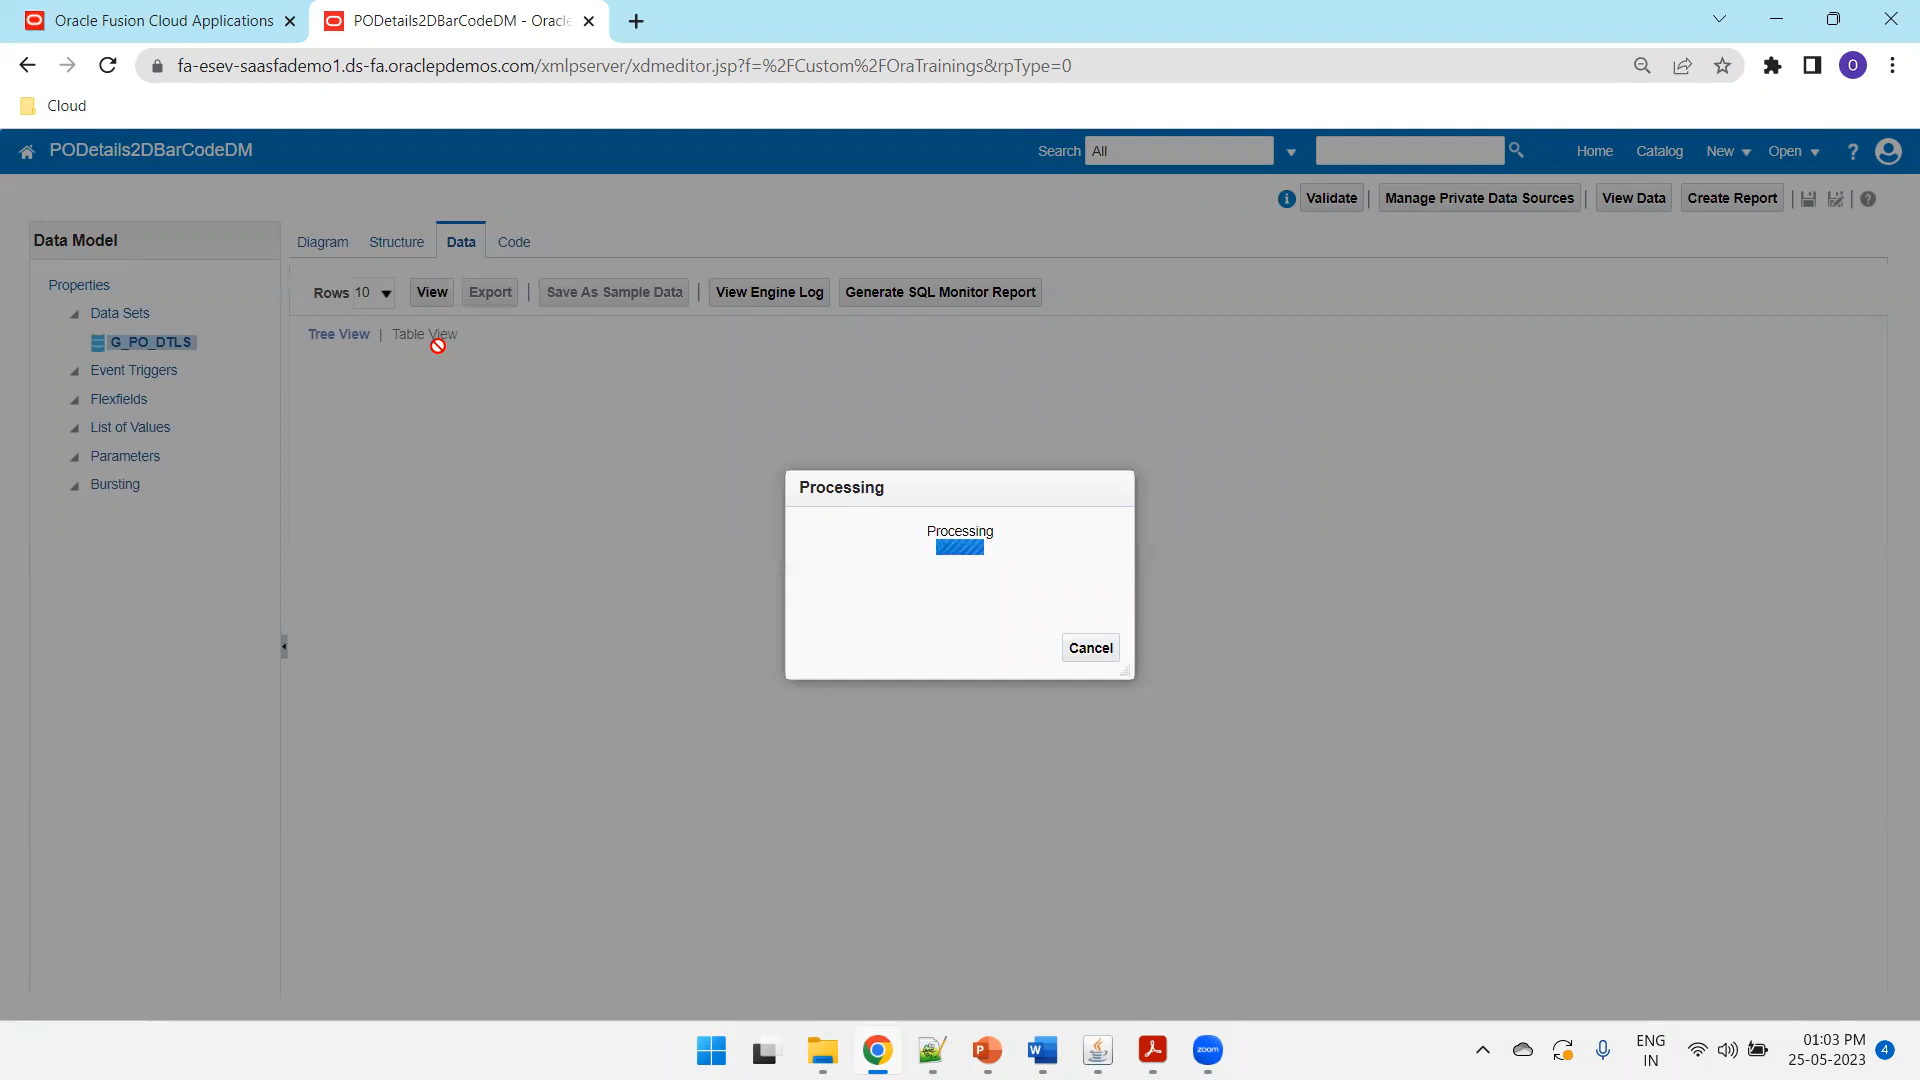 Oracle Fusion Cloud Applications
PODetails2DBarCodeDM - Oracle
fa-esev-saasfademo1.ds-fa.oraclepdemos.com/xmlpserver/xdmeditor.jsp?f=%2FCustom%2FOraTrainings&rpType=0
O
Cloud
PODetails2DBarCodeDM
Search All
Home Catalog New Open ?
Validate | Manage Private Data Sources | View Data Create Report
Data Model
Diagram Structure Data Code
Properties
Rows 10 View Export | Save As Sample Data | View Engine Log Generate SQL Monitor Report
Data Sets
Tree View | Table View
G_PO_DTLS
Event Triggers
Flexfields
List of Values
Parameters
Bursting
Processing
Processing
Cancel
zoom
ENG
IN
01:03 PM
25-05-2023
4